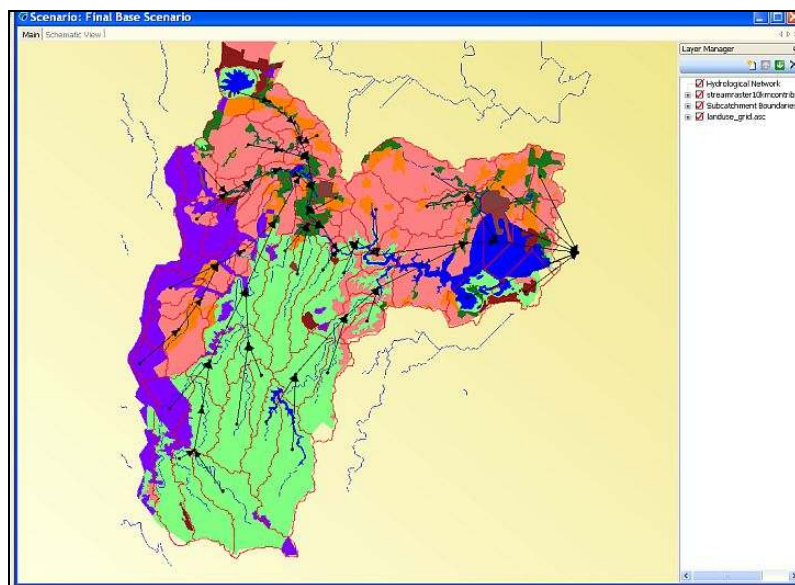 Scenario: Final Base Scenario
Main Schematic View
Layer Manager
Hydrological Network
streamraster10kmcontrib
Subcatchment Boundaries
landuse_grid.asc